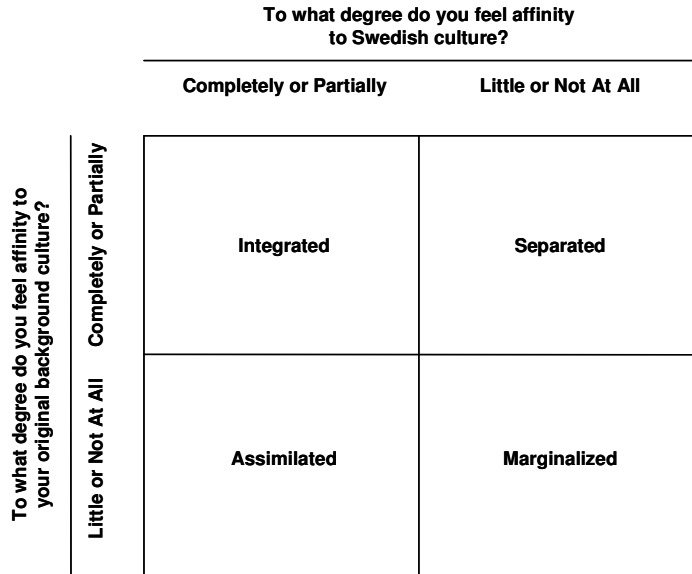 To what degree do you feel affinity
to Swedish culture?
Completely or Partially
Little or Not At All
To what degree do you feel affinity to
your original background culture?
Completely or Partially
Integrated
Separated
Little or Not At All
Assimilated
Marginalized